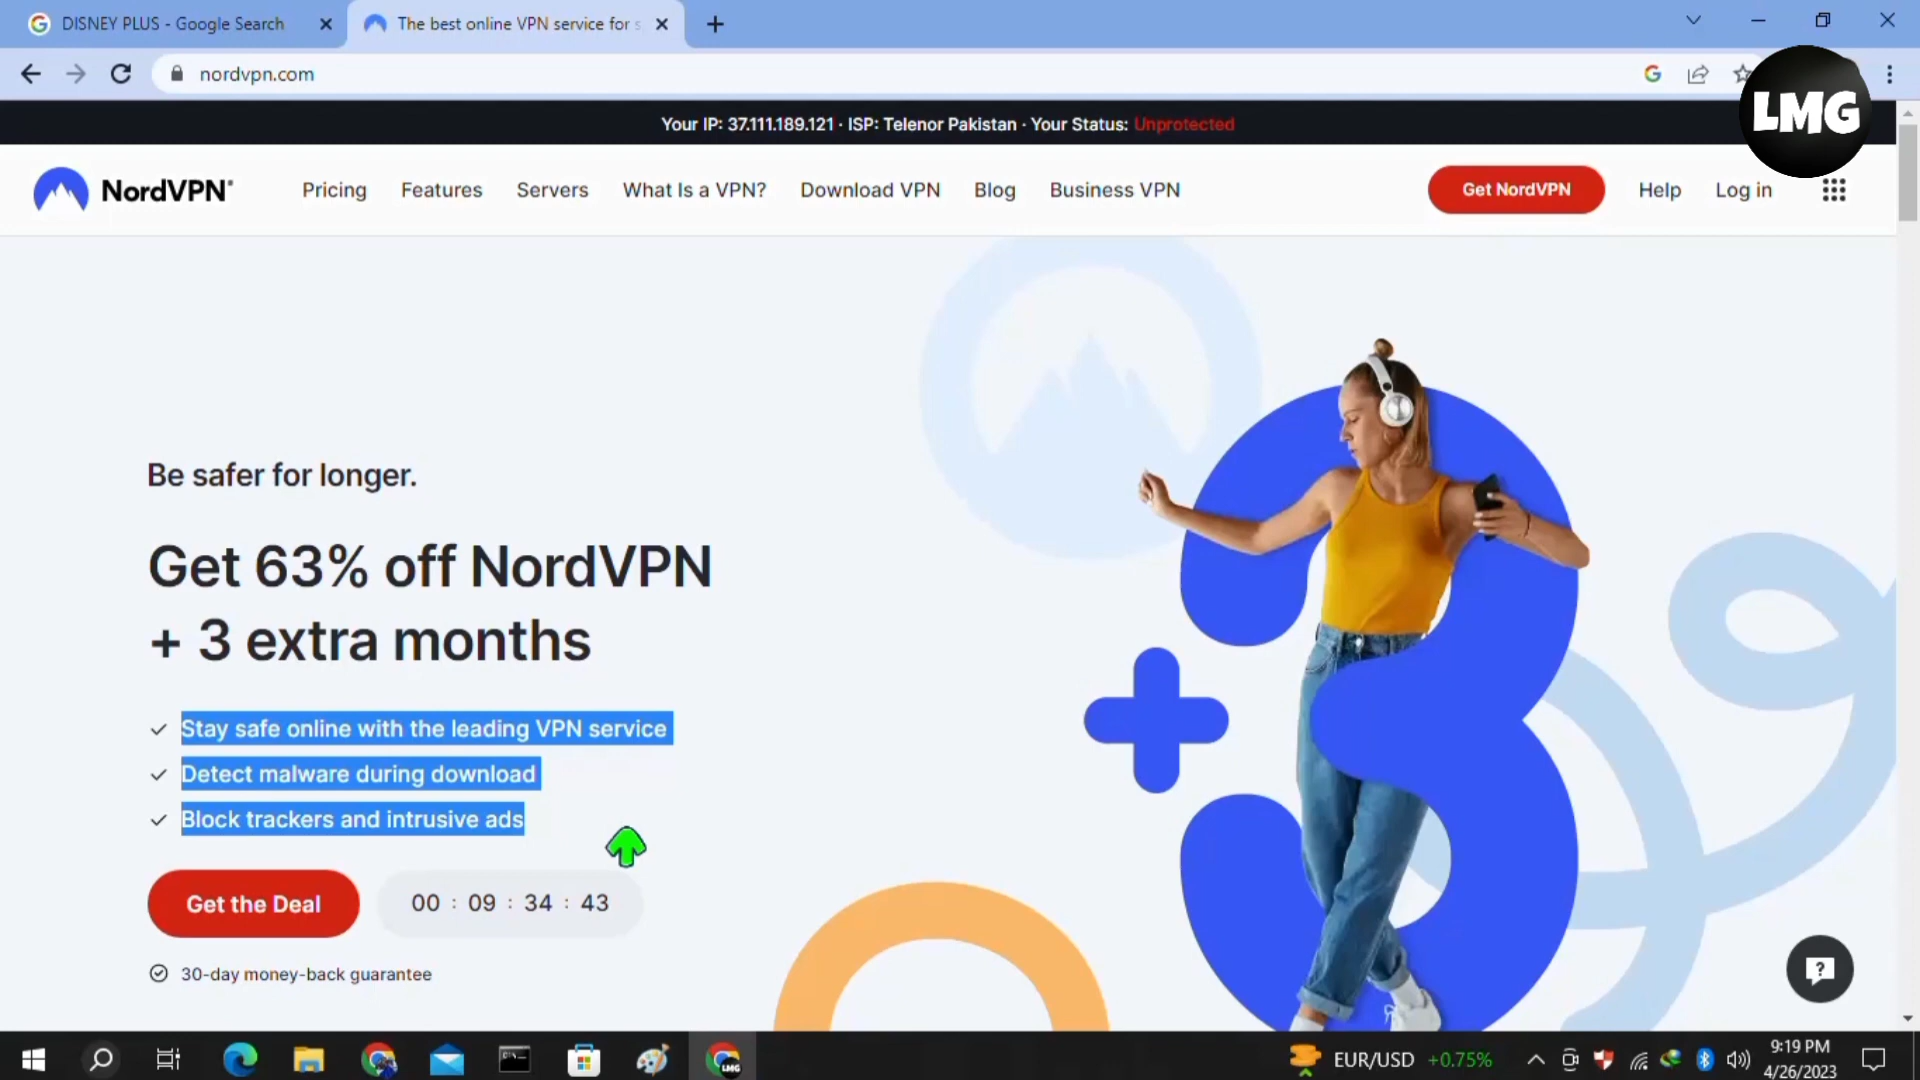 DISNEY PLUS - Google Search
The best online VPN service for s
nordvpn.com
LMG
Your IP: 37.111.189.121 · ISP: Telenor Pakistan · Your Status: Unprotected
NordVPN®
Pricing
Features
Servers
What Is a VPN?
Download VPN
Blog
Business VPN
Get NordVPN
Help
Log in
Be safer for longer.
Get 63% off NordVPN
+ 3 extra months
Stay safe online with the leading VPN service
Detect malware during download
Block trackers and intrusive ads
Get the Deal
00 : 09 : 34 : 43
30-day money-back guarantee
+3
LMG
EUR/USD +0.75%
9:19 PM
4/26/2023